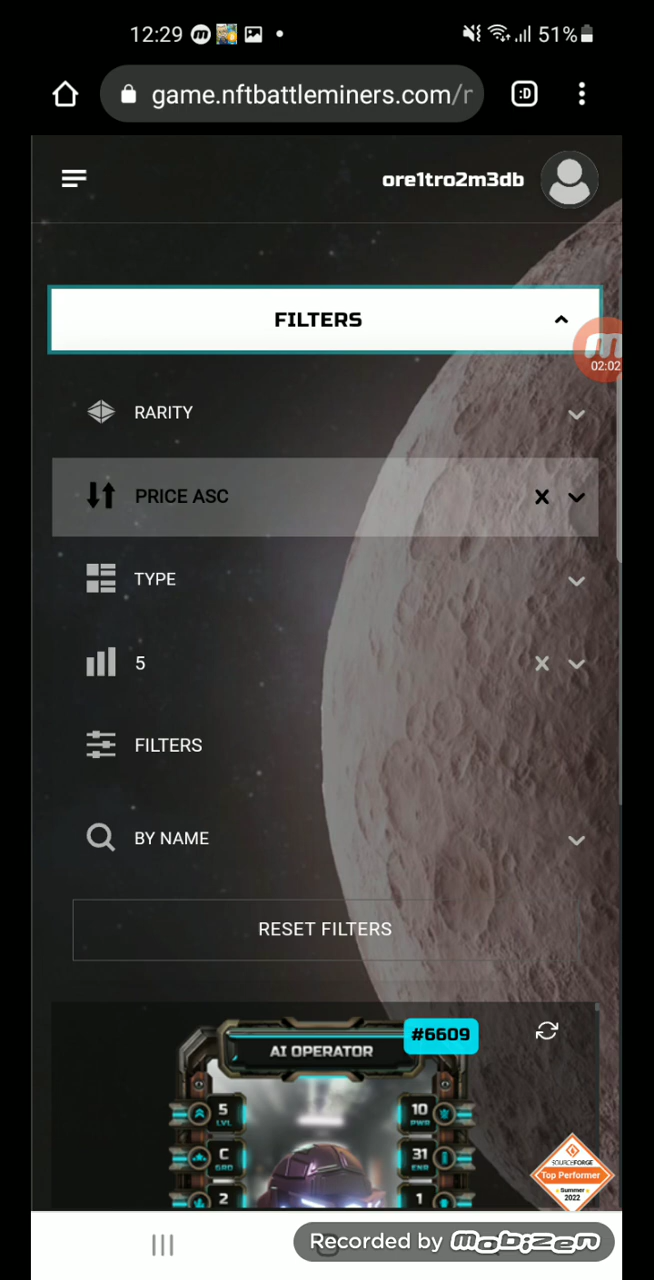 12:29 51%
:D
game.nftbattleminers.com/r
ore1tro2m3db
FILTERS
02:02
RARITY
PRICE ASC
TYPE
5
FILTERS
BY NAME
RESET FILTERS
#6609
AI OPERATOR
5 10
LVL PWR
C 31
GRD ENR
2 1
SOURCEFORGE
Top Performer
Summer
2022
Recorded by mobizen